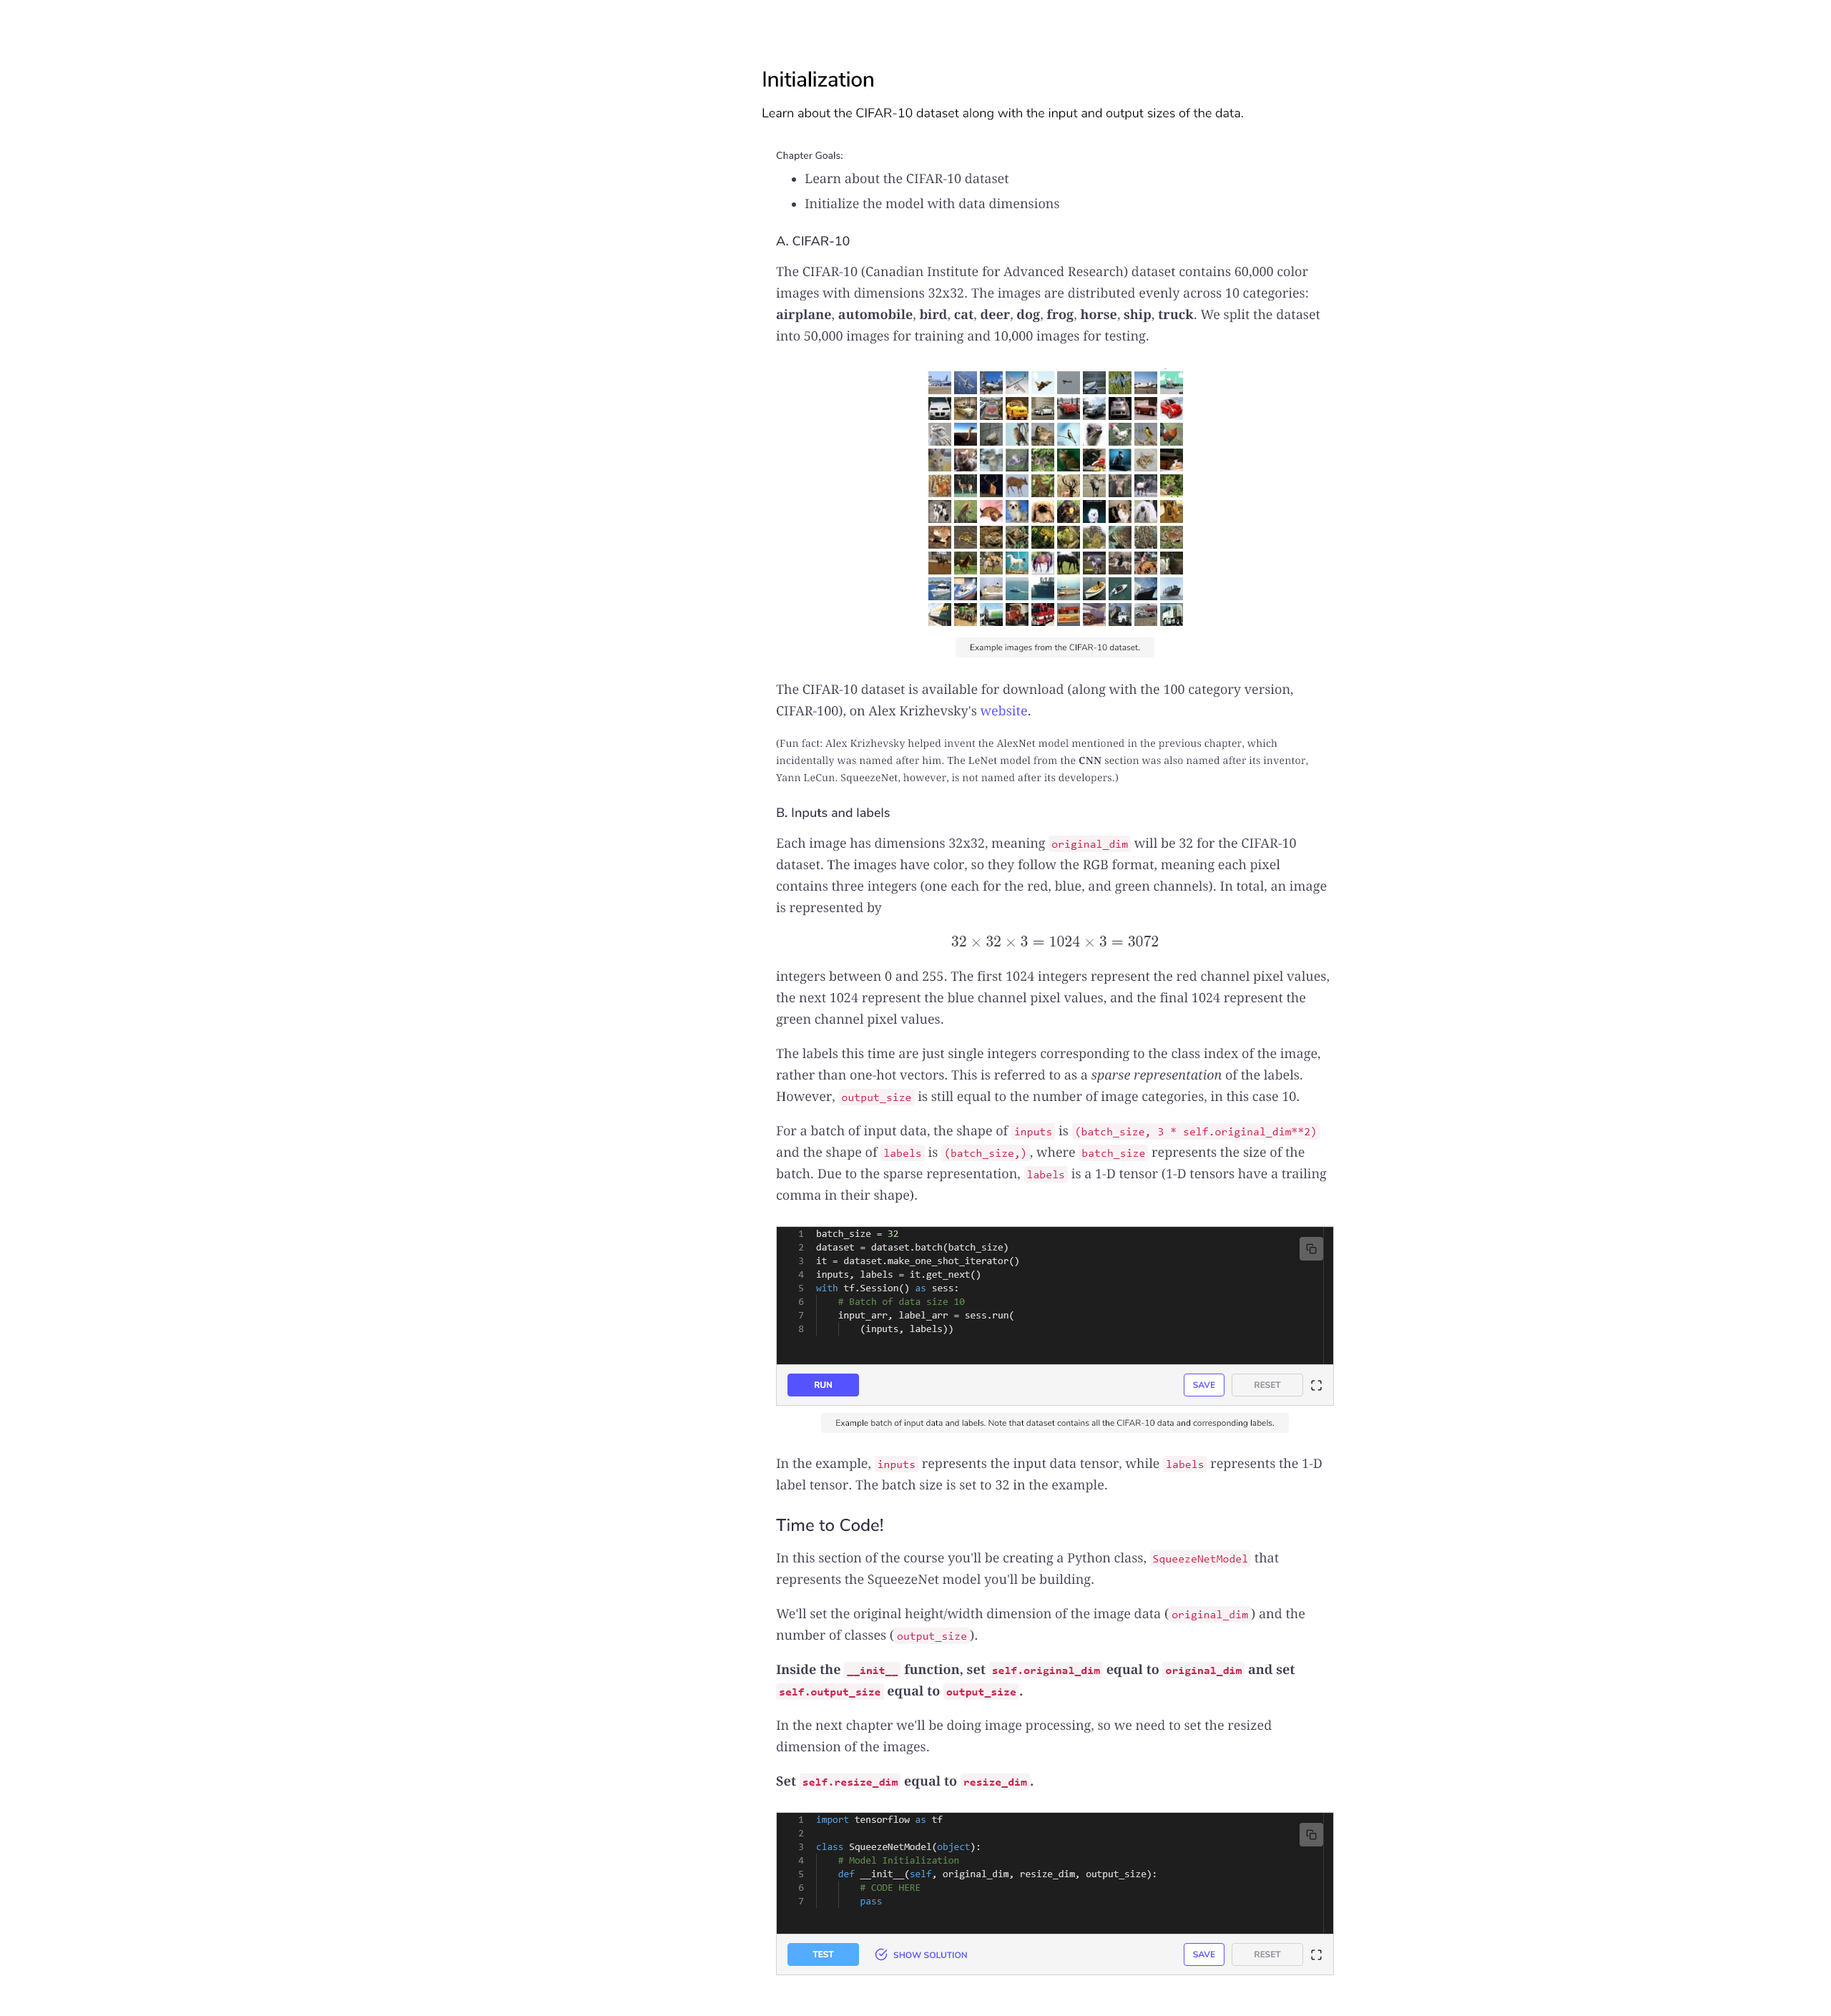 Initialization
Learn about the CIFAR-10 dataset along with the input and output sizes of the data.
Chapter Goals:
• Learn about the CIFAR-10 dataset
• Initialize the model with data dimensions
A. CIFAR-10
The CIFAR-10 (Canadian Institute for Advanced Research) dataset contains 60,000 color
images with dimensions 32x32. The images are distributed evenly across 10 categories:
airplane, automobile, bird, cat, deer, dog, frog, horse, ship, truck. We split the dataset
into 50,000 images for training and 10,000 images for testing.
Example images from the CIFAR-10 dataset.
The CIFAR-10 dataset is available for download (along with the 100 category version,
CIFAR-100), on Alex Krizhevsky's website.
(Fun fact: Alex Krizhevsky helped invent the AlexNet model mentioned in the previous chapter, which
incidentally was named after him. The LeNet model from the CNN section was also named after its inventor,
Yann LeCun. SqueezeNet, however, is not named after its developers.)
B. Inputs and labels
Each image has dimensions 32x32, meaning original_dim will be 32 for the CIFAR-10
dataset. The images have color, so they follow the RGB format, meaning each pixel
contains three integers (one each for the red, blue, and green channels). In total, an image
is represented by
32 × 32 × 3 = 1024 × 3 = 3072
integers between 0 and 255. The first 1024 integers represent the red channel pixel values,
the next 1024 represent the blue channel pixel values, and the final 1024 represent the
green channel pixel values.
The labels this time are just single integers corresponding to the class index of the image,
rather than one-hot vectors. This is referred to as a sparse representation of the labels.
However, output_size is still equal to the number of image categories, in this case 10.
For a batch of input data, the shape of inputs is (batch_size, 3 * self.original_dim**2)
and the shape of labels is (batch_size,), where batch_size represents the size of the
batch. Due to the sparse representation, labels is a 1-D tensor (1-D tensors have a trailing
comma in their shape).
1 batch_size = 32
2 dataset = dataset.batch(batch_size)
3 it = dataset.make_one_shot_iterator()
4 inputs, labels = it.get_next()
5 with tf.Session() as sess:
6     # Batch of data size 10
7     input_arr, label_arr = sess.run(
8         (inputs, labels))
RUN SAVE RESET
Example batch of input data and labels. Note that dataset contains all the CIFAR-10 data and corresponding labels.
In the example, inputs represents the input data tensor, while labels represents the 1-D
label tensor. The batch size is set to 32 in the example.
Time to Code!
In this section of the course you'll be creating a Python class, SqueezeNetModel that
represents the SqueezeNet model you'll be building.
We'll set the original height/width dimension of the image data (original_dim) and the
number of classes (output_size).
Inside the __init__ function, set self.original_dim equal to original_dim and set
self.output_size equal to output_size.
In the next chapter we'll be doing image processing, so we need to set the resized
dimension of the images.
Set self.resize_dim equal to resize_dim.
1 import tensorflow as tf
2
3 class SqueezeNetModel(object):
4     # Model Initialization
5     def __init__(self, original_dim, resize_dim, output_size):
6         # CODE HERE
7         pass
TEST SHOW SOLUTION SAVE RESET